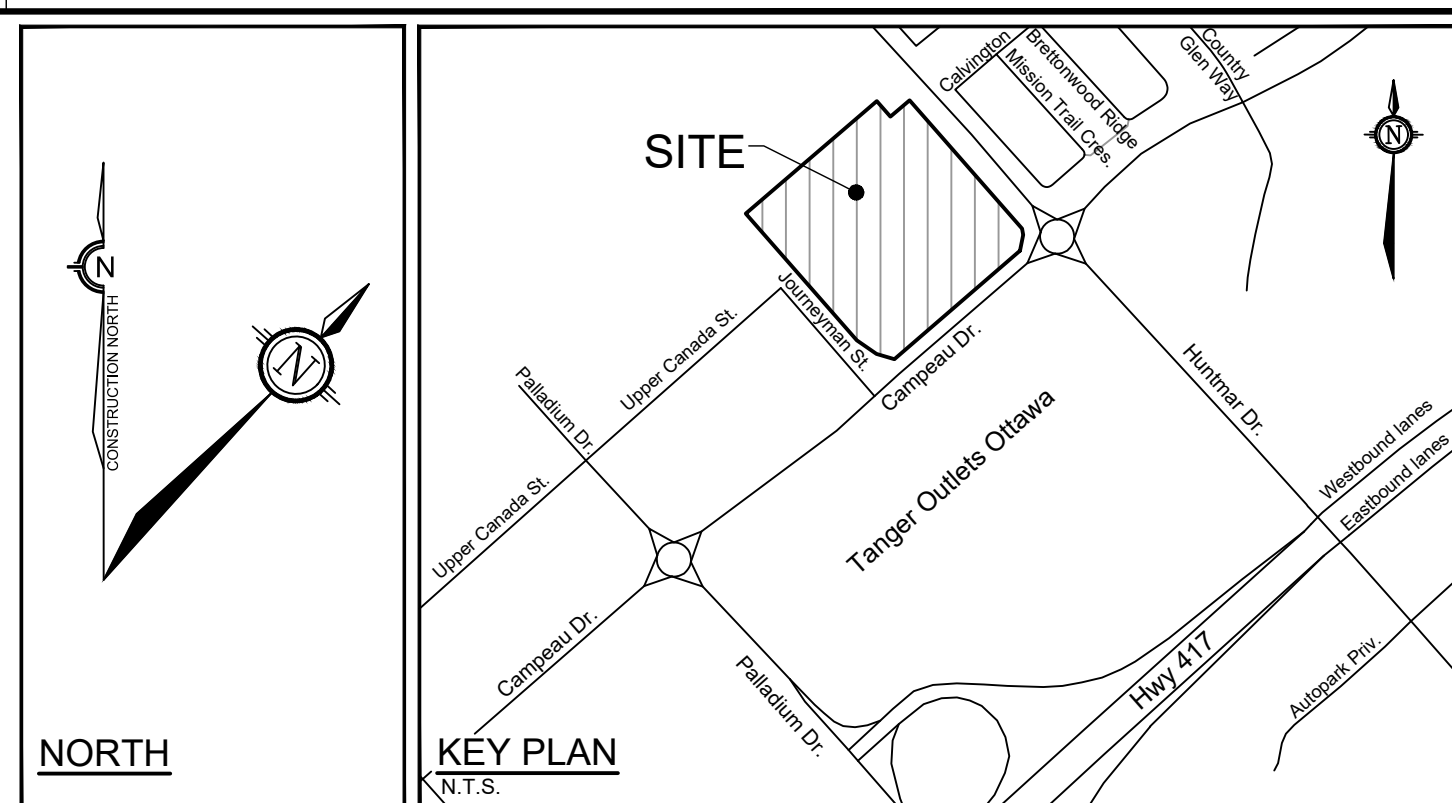 N
CONSTRUCTION NORTH
N
NORTH
SITE
Calvington
Brettonwood Ridge
Mission Trail Cres.
Country
Glen Way
N
Journeyman St.
Upper Canada St.
Palladium Dr.
Campeau Dr.
Huntmar Dr.
Tanger Outlets Ottawa
Westbound lanes
Eastbound lanes
Upper Canada St.
Campeau Dr.
Palladium Dr.
Hwy 417
Autopark Priv.
KEY PLAN
N.T.S.